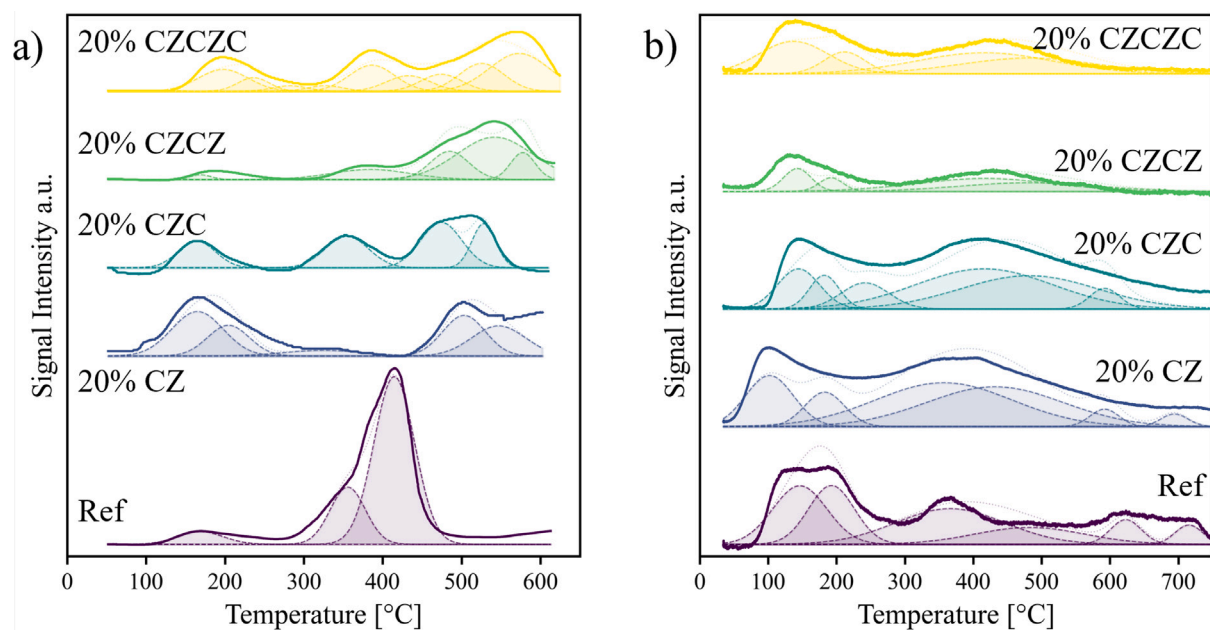 a)
20% CZCZC
20% CZCZ
20% CZC
20% CZ
Ref
Signal Intensity a.u.
0 100 200 300 400 500 600
Temperature [°C]
b)
20% CZCZC
20% CZCZ
20% CZC
20% CZ
Ref
Signal Intensity a.u.
0 100 200 300 400 500 600 700
Temperature [°C]